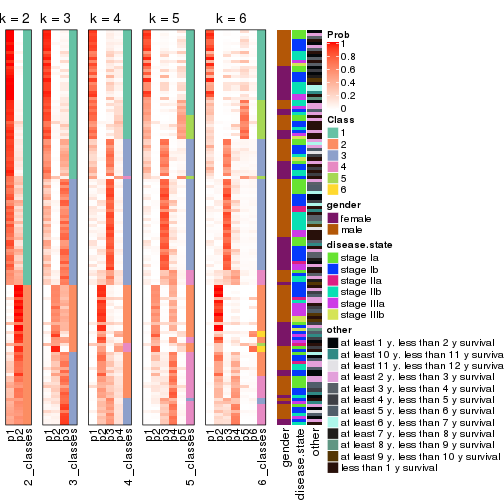 k = 2
k = 3
k = 4
k = 5
k = 6
Prob
1
0.8
0.6
0.4
0.2
0
Class
1
2
3
4
5
6
gender
female
male
disease.state
stage Ia
stage Ib
stage IIa
stage IIb
stage IIIa
stage IIIb
other
at least 1 y. less than 2 y survival
at least 10 y. less than 11 y survival
at least 11 y. less than 12 y survival
at least 2 y. less than 3 y survival
at least 3 y. less than 4 y survival
at least 4 y. less than 5 y survival
at least 5 y. less than 6 y survival
at least 6 y. less than 7 y survival
at least 7 y. less than 8 y survival
at least 8 y. less than 9 y survival
at least 9 y. less than 10 y survival
less than 1 y survival
p1
p2
2_classes
p1
p2
p3
3_classes
p1
p2
p3
p4
4_classes
p1
p2
p3
p4
p5
5_classes
p1
p2
p3
p4
p5
p6
6_classes
gender
disease.state
other